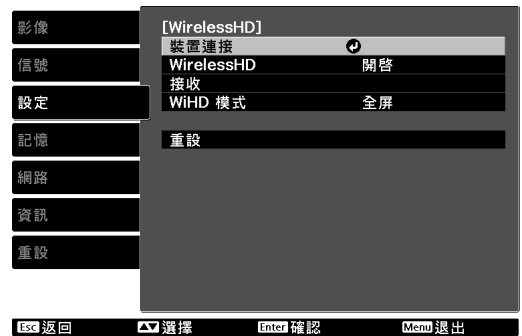 影像
信號
設定
記憶
網路
資訊
重設
[WirelessHD]
裝置連接
WirelessHD 開啓
接收
WiHD 模式 全屏
重設
Esc 返回 選擇 Enter 確認 Menu 退出